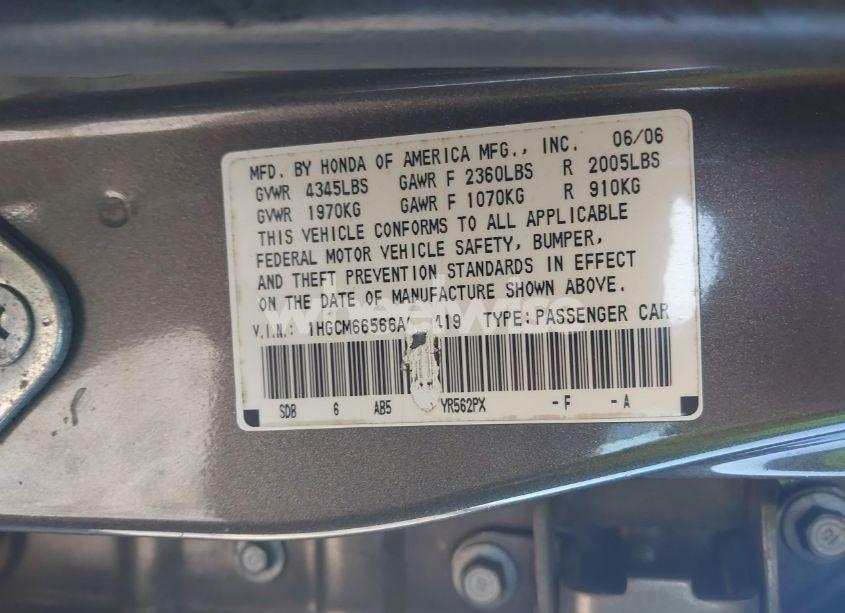 MFD. BY HONDA OF AMERICA MFG., INC. 06/06
GVWR 4345LBS GAWR F 2360LBS R 2005LBS
GVWR 1970KG GAWR F 1070KG R 910KG
THIS VEHICLE CONFORMS TO ALL APPLICABLE
FEDERAL MOTOR VEHICLE SAFETY, BUMPER,
AND THEFT PREVENTION STANDARDS IN EFFECT
ON THE DATE OF MANUFACTURE SHOWN ABOVE.
V.I.N.: 419 TYPE: PASSENGER CAR
SDB 6 AB5 YR562PX -F -A